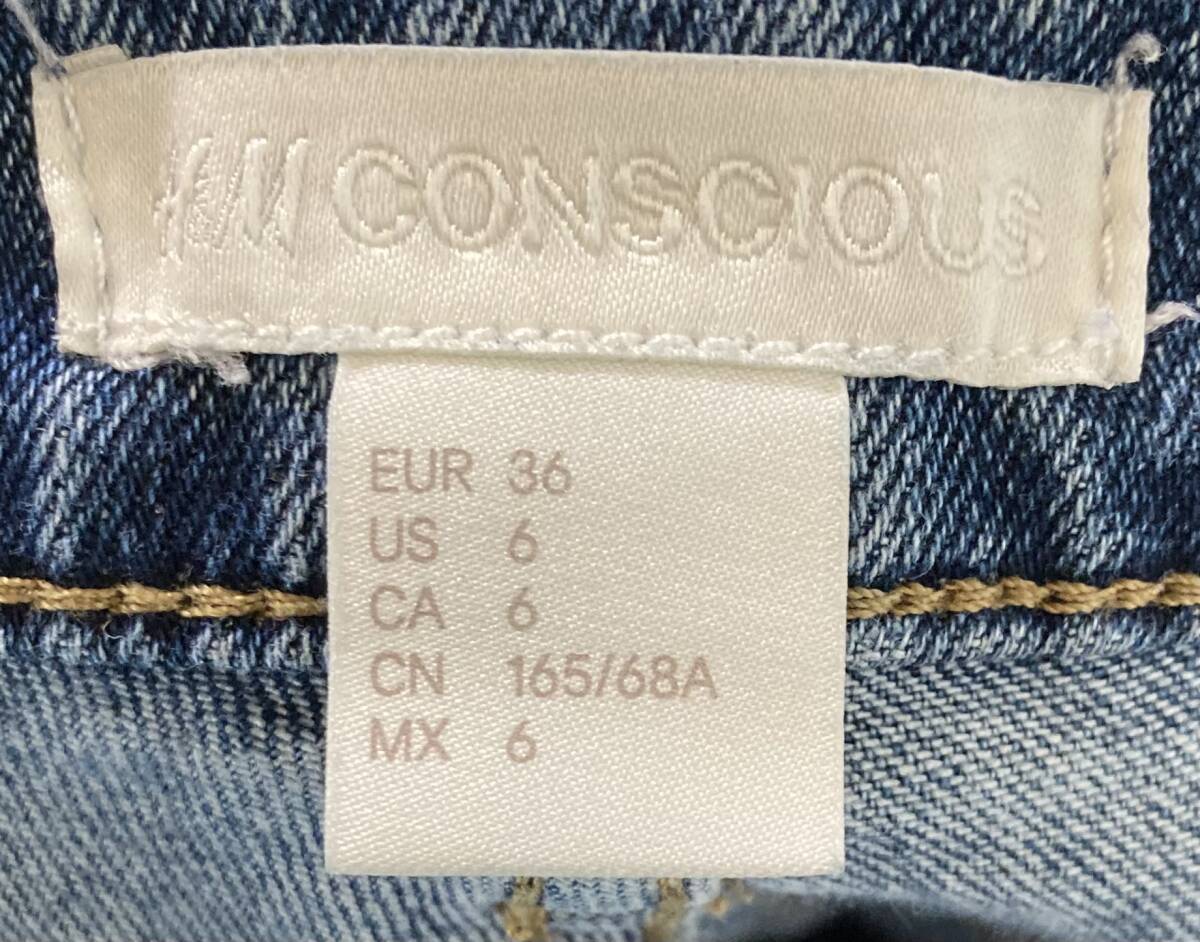 H&M CONSCIOUS
EUR 36
US 6
CA 6
CN 165/68A
MX 6